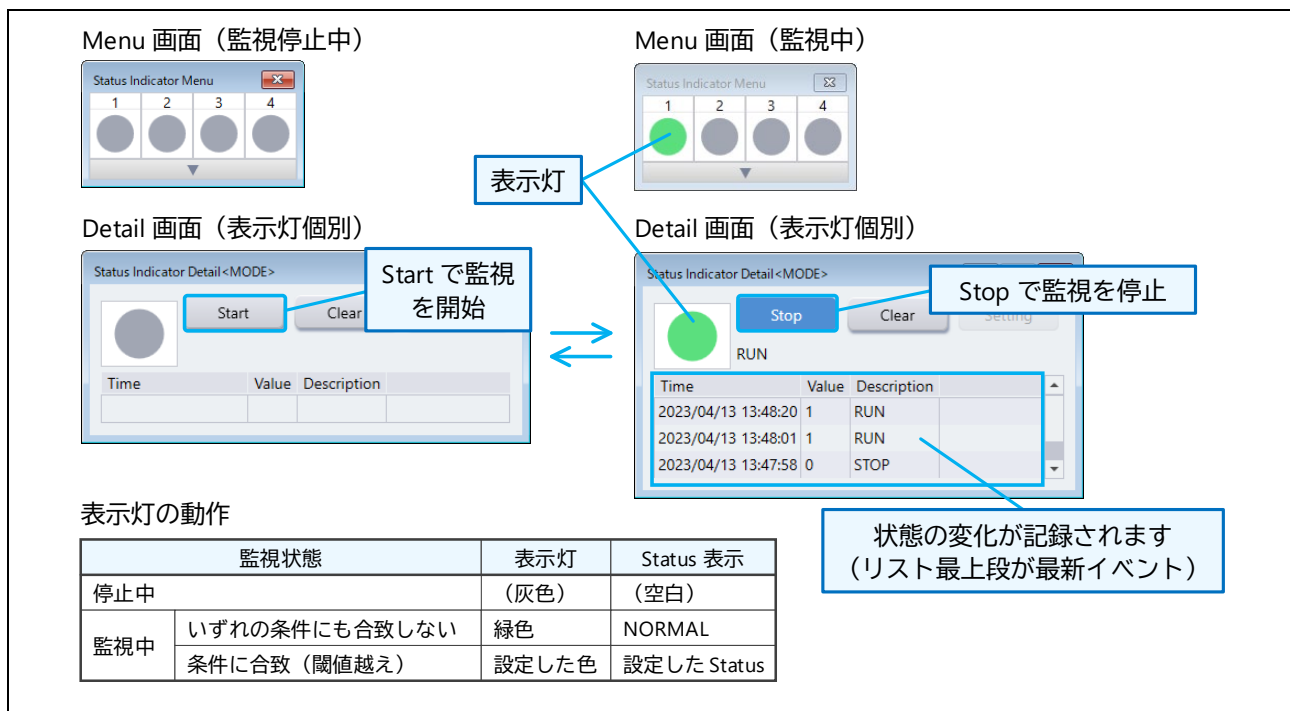 Menu 画面（監視停止中）
Status Indicator Menu
1 2 3 4
▼
Menu 画面（監視中）
Status Indicator Menu
1 2 3 4
▼
表示灯
Detail 画面（表示灯個別）
Status Indicator Detail<MODE>
Start で監視
を開始
Start Clear
Time Value Description
Detail 画面（表示灯個別）
Status Indicator Detail<MODE>
Stop で監視を停止
Stop Clear Setting
RUN
Time Value Description
2023/04/13 13:48:20 1 RUN
2023/04/13 13:48:01 1 RUN
2023/04/13 13:47:58 0 STOP
状態の変化が記録されます
（リスト最上段が最新イベント）
表示灯の動作
監視状態 表示灯 Status 表示
停止中 （灰色） （空白）
監視中 いずれの条件にも合致しない 緑色 NORMAL
条件に合致（閾値越え） 設定した色 設定した Status